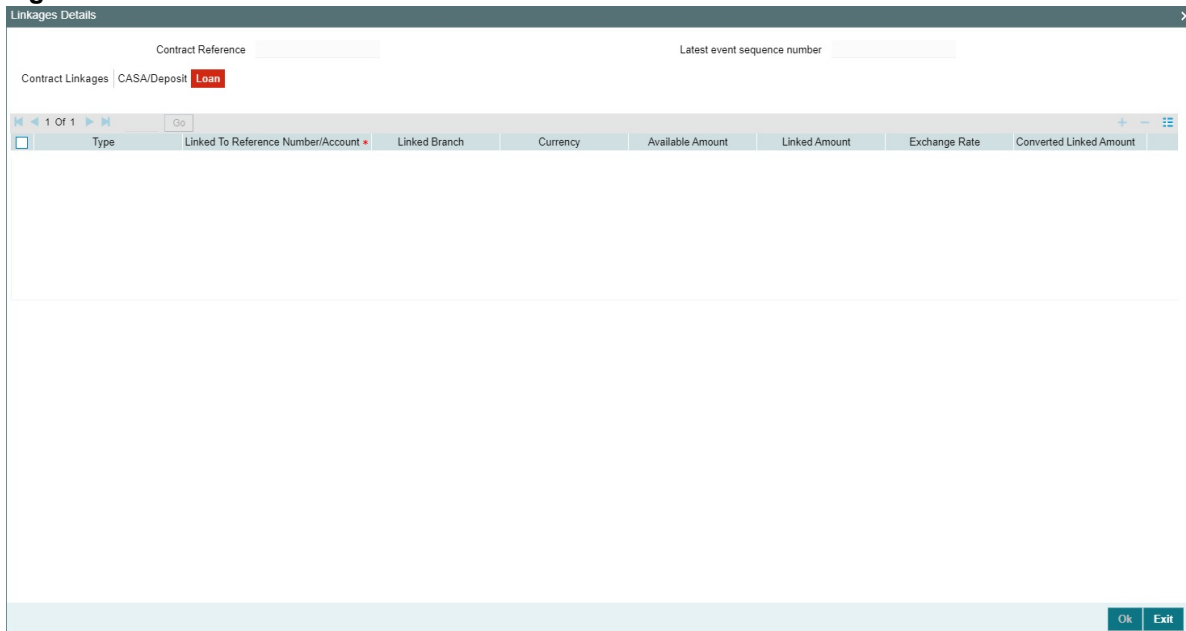 Linkages Details
Contract Reference
Latest event sequence number
Contract Linkages CASA/Deposit Loan
1 Of 1 Go
Type Linked To Reference Number/Account * Linked Branch Currency Available Amount Linked Amount Exchange Rate Converted Linked Amount
Ok Exit